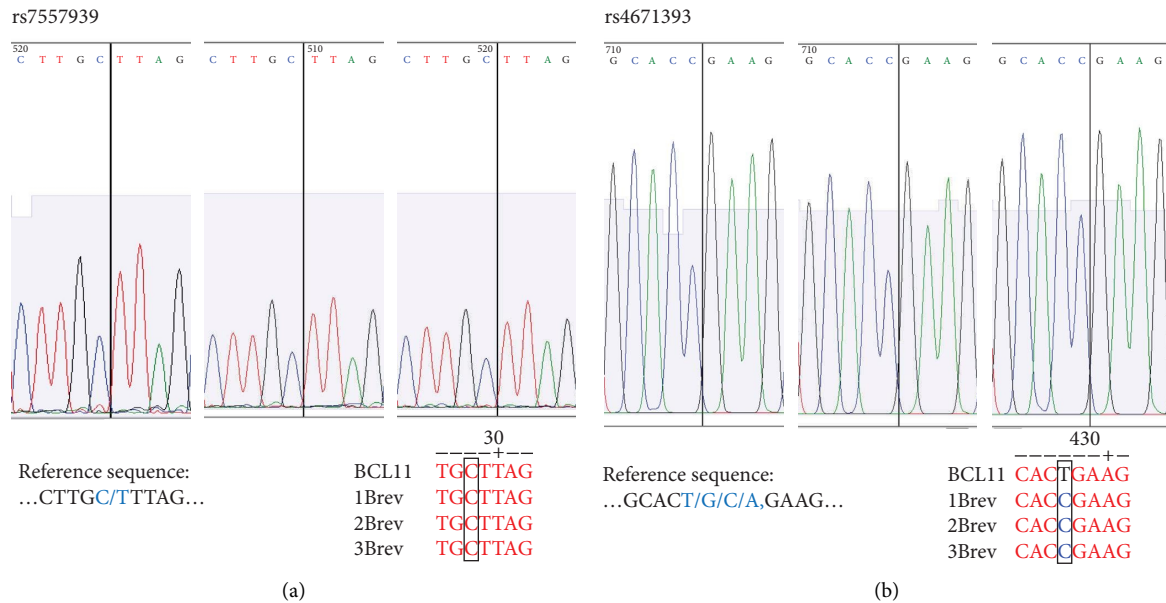 rs7557939
520
C T T G C T T A G
510
C T T G C T T A G
520
C T T G C T T A G
Reference sequence:
…CTTGC/TTTAG…
30
----+--
BCL11 TGCTTAG
1Brev TGCTTAG
2Brev TGCTTAG
3Brev TGCTTAG
(a)
rs4671393
710
G C A C C G A A G
710
G C A C C G A A G
G C A C C G A A G
Reference sequence:
…GCACT/G/C/A,GAAG…
430
------+-
BCL11 CACTGAAG
1Brev CACCGAAG
2Brev CACCGAAG
3Brev CACCGAAG
(b)